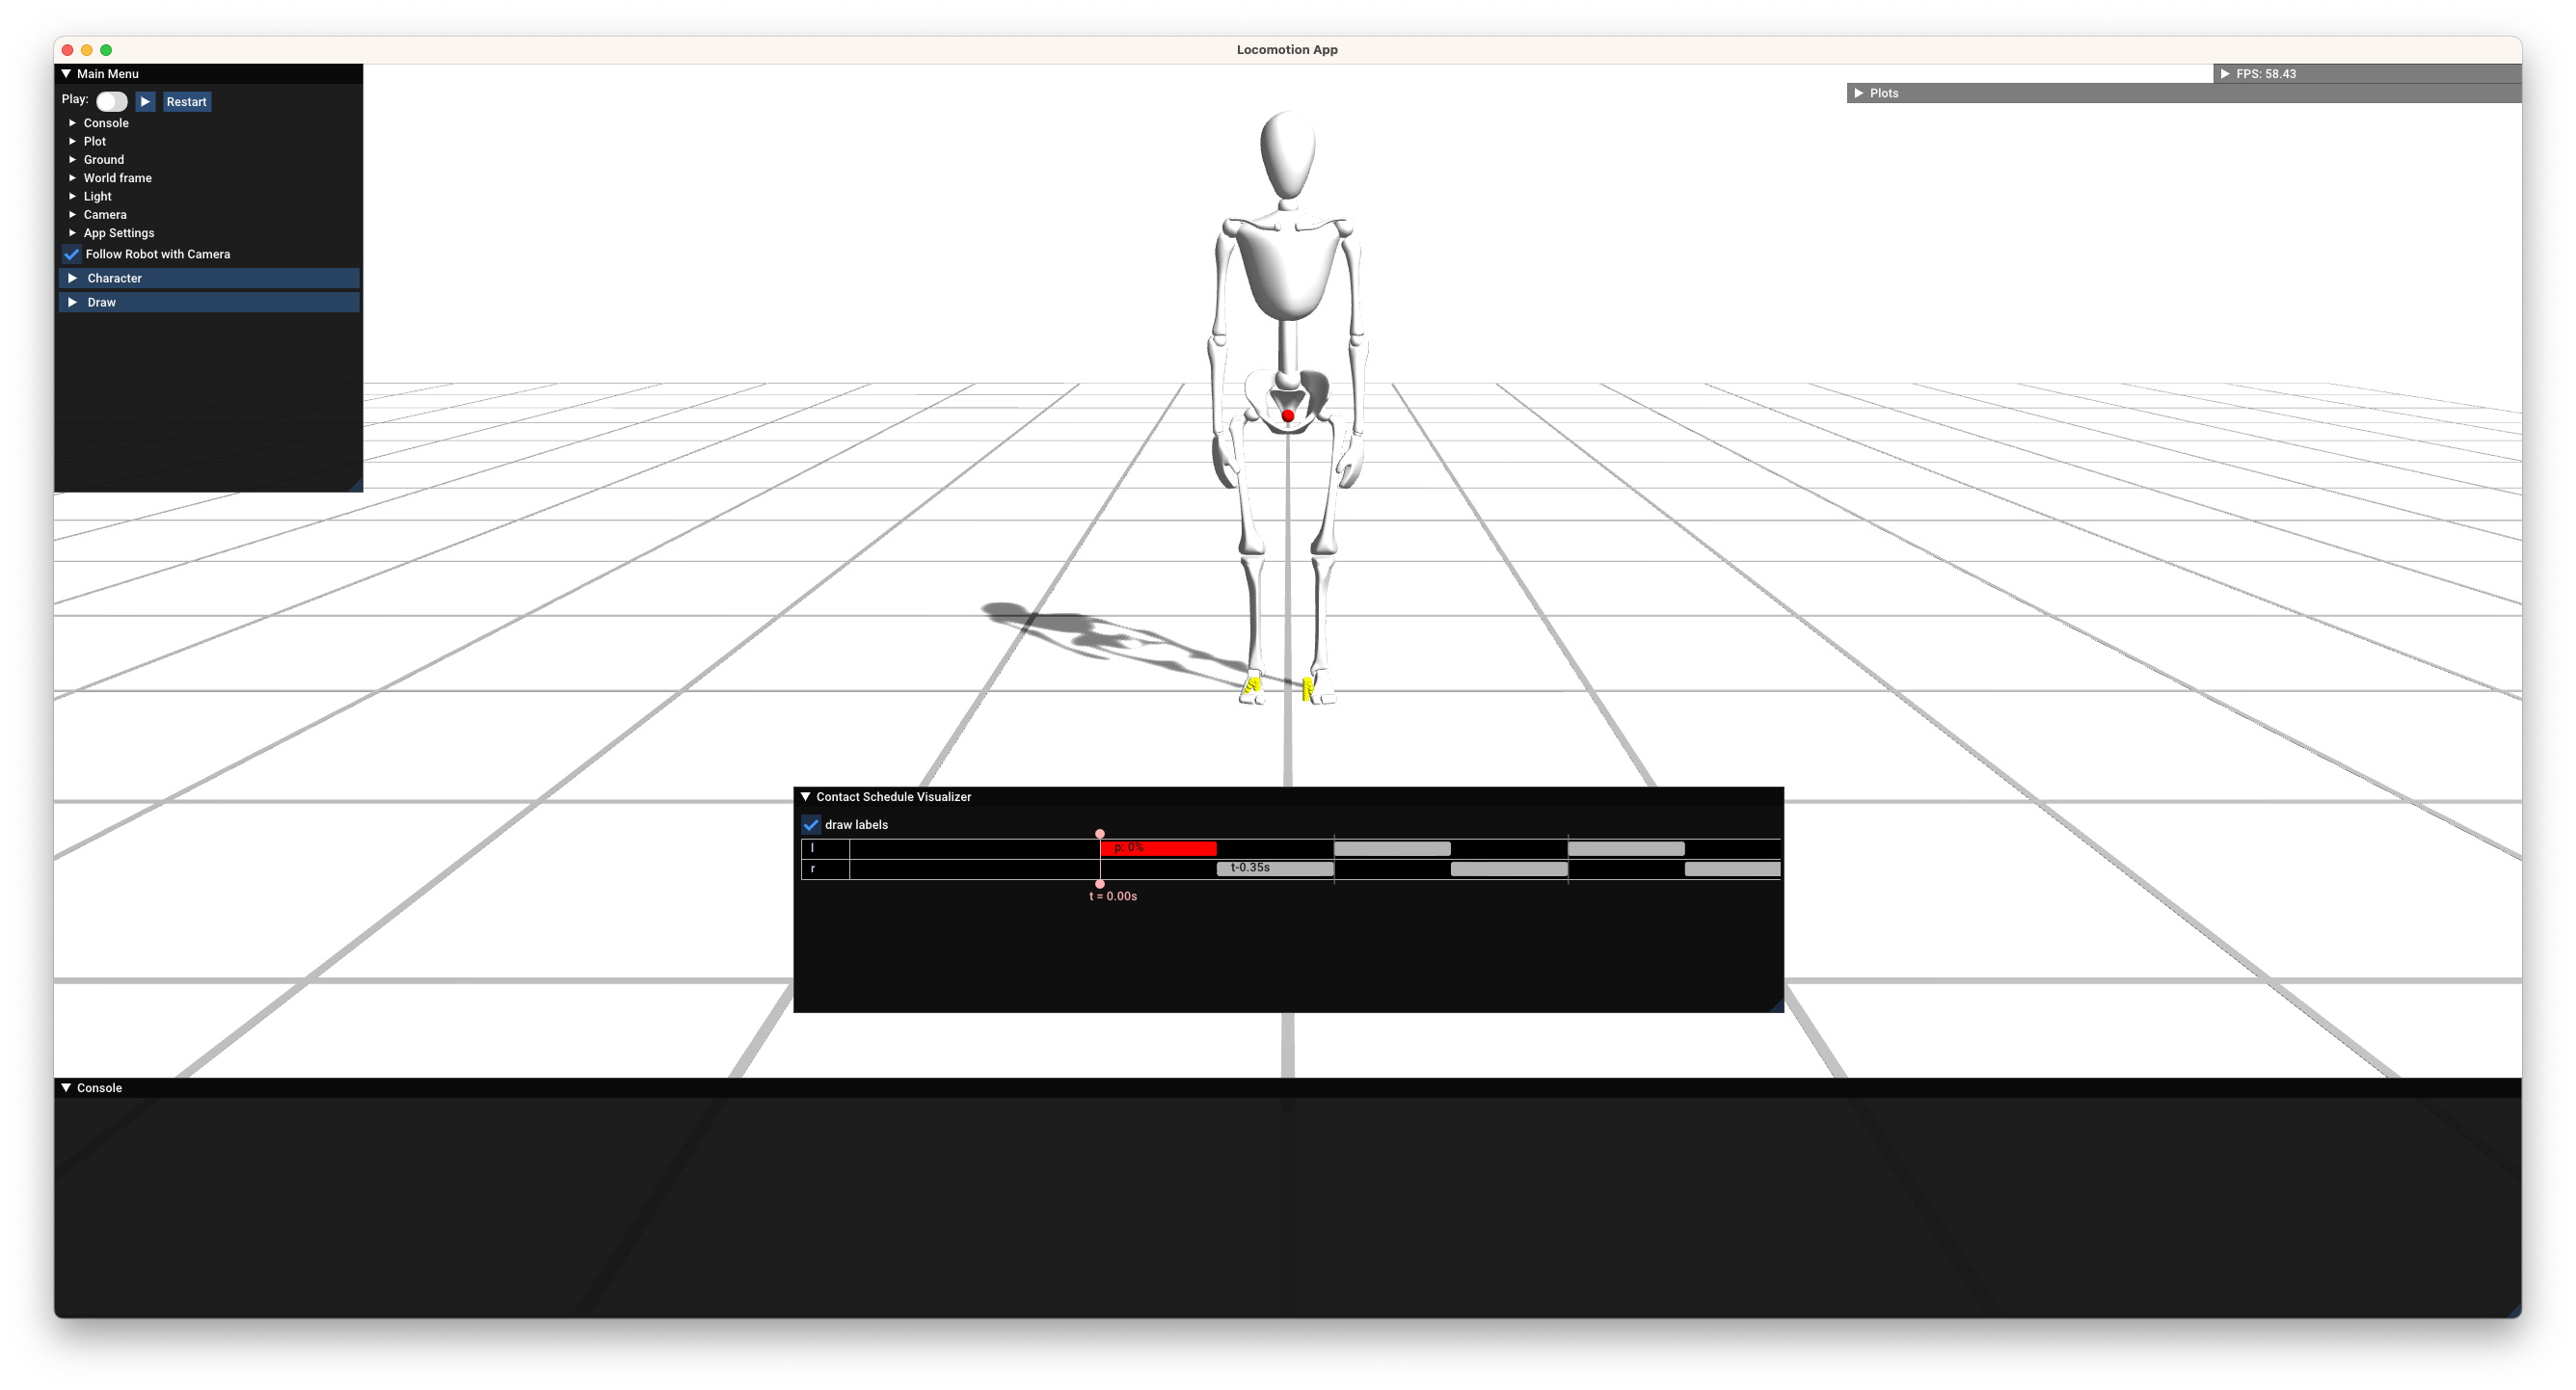 Locomotion App
Main Menu
FPS: 58.43
Plots
Play:
Restart
Console
Plot
Ground
World frame
Light
Camera
App Settings
Follow Robot with Camera
Character
Draw
Contact Schedule Visualizer
draw labels
l
p: 0%
r
t-0.35s
t = 0.00s
Console